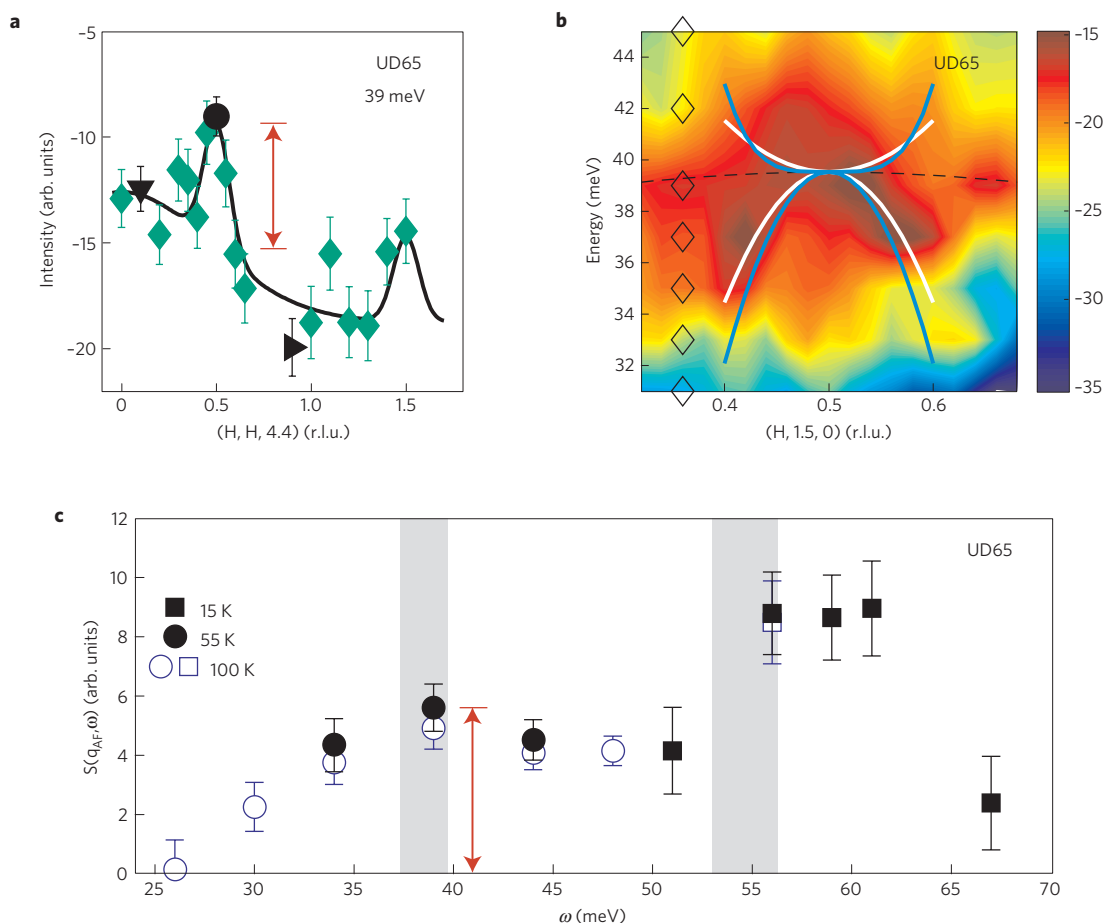 a
UD65
39 meV
−5
−10
−15
−20
Intensity (arb. units)
0 0.5 1.0 1.5
(H, H, 4.4) (r.l.u.)
b
UD65
44
42
40
38
36
34
32
Energy (meV)
0.4 0.5 0.6
(H, 1.5, 0) (r.l.u.)
−15
−20
−25
−30
−35
c
UD65
12
10
8
6
4
2
0
S(q_AF,ω) (arb. units)
15 K
55 K
100 K
25 30 35 40 45 50 55 60 65 70
ω (meV)